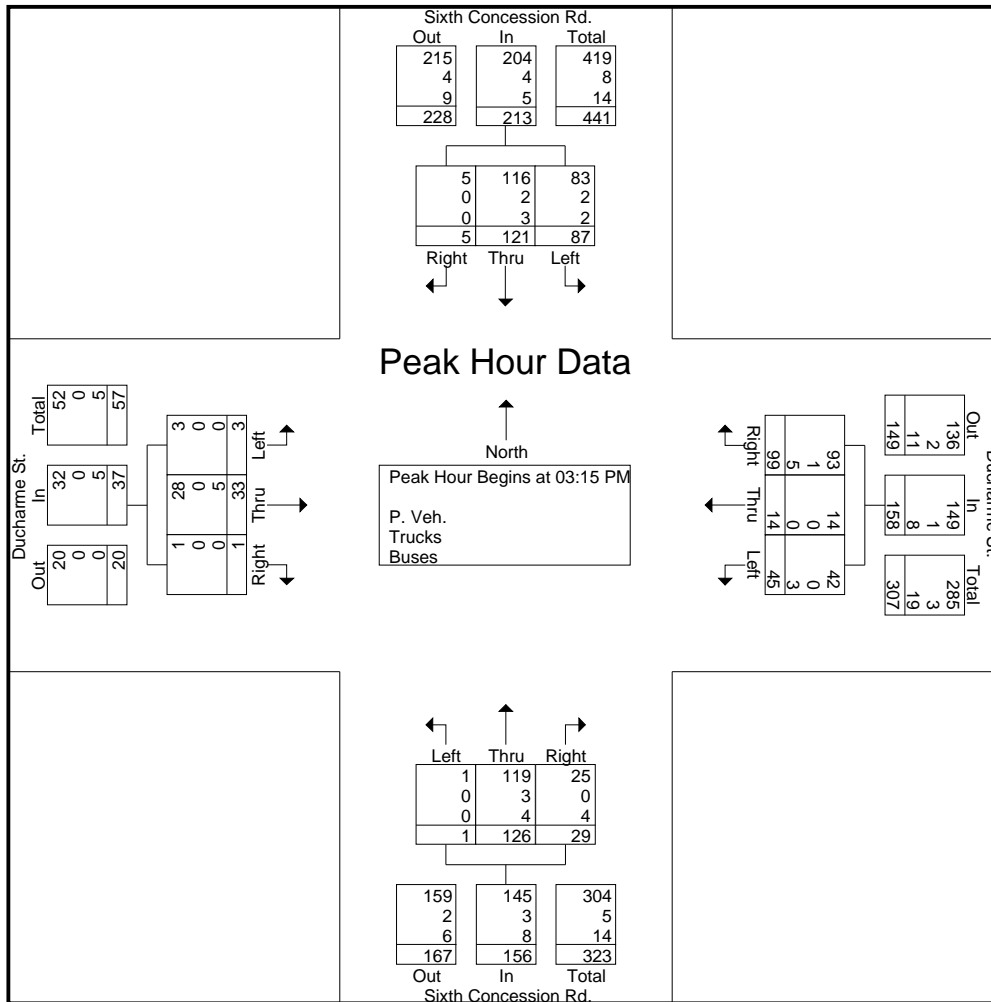 Sixth Concession Rd.
Out In Total
215 204 419
4 4 8
9 5 14
228 213 441
5 116 83
0 2 2
0 3 2
5 121 87
Right Thru Left
Peak Hour Data
North
Peak Hour Begins at 03:15 PM
P. Veh.
Trucks
Buses
Ducharme St.
Total In Out
52 32 20
0 0 0
5 5 0
57 37 20
3 28 1
0 0 0
0 5 0
3 33 1
Left Thru Right
Ducharme St.
Out In Total
136 149 285
2 1 3
11 8 19
149 158 307
93 14 42
1 0 0
5 0 3
99 14 45
Right Thru Left
Left Thru Right
1 119 25
0 3 0
0 4 4
1 126 29
159 145 304
2 3 5
6 8 14
167 156 323
Out In Total
Sixth Concession Rd.